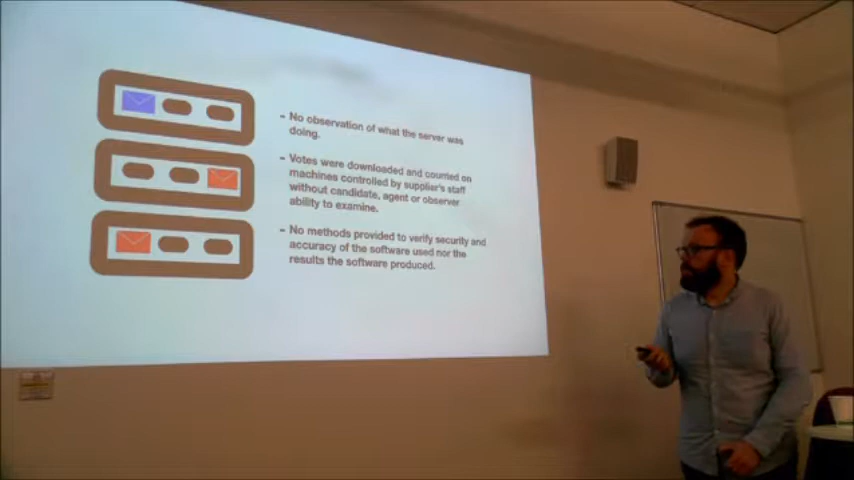 - No observation of what the server was
doing.
- Votes were downloaded and counted on
machines controlled by supplier's staff
without candidate, agent or observer
ability to examine.
- No methods provided to verify security and
accuracy of the software used nor the
results the software produced.